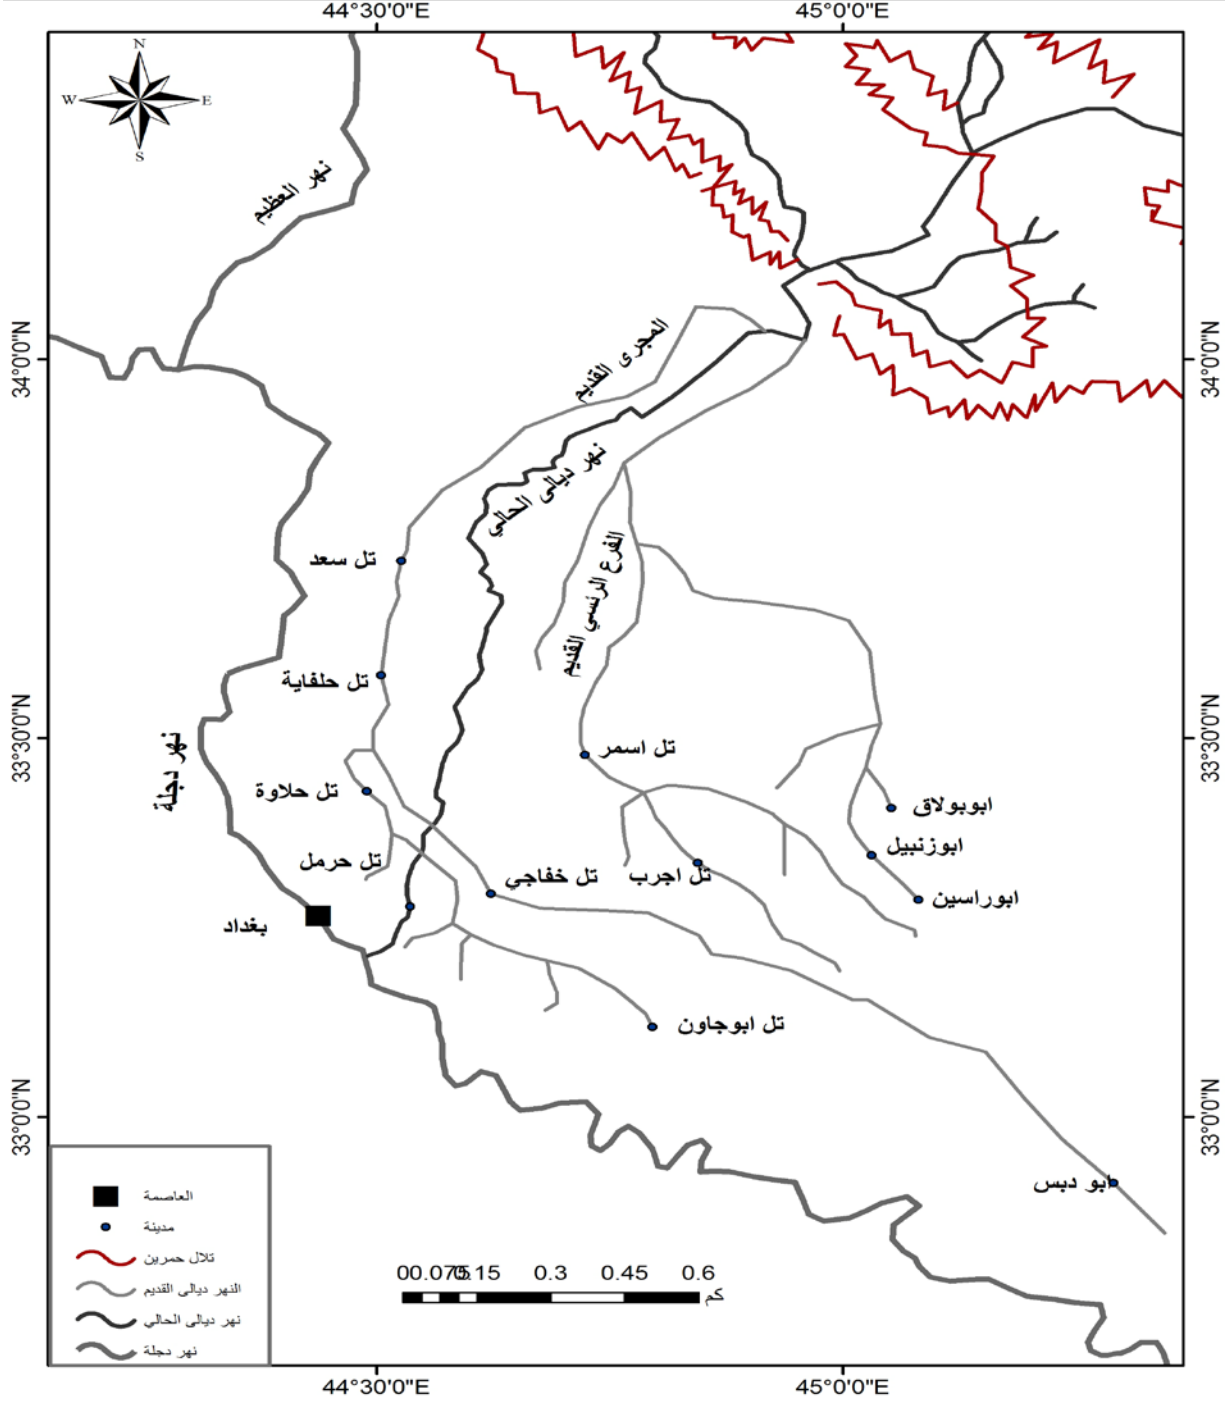 44°30'0"E
45°0'0"E
N
W
E
S
نهر العظيم
34°0'0"N
34°0'0"N
المجرى القديم
نهر ديالى الحالي
تل سعد
الفرع الرئسي القديم
تل حلفاية
33°30'0"N
33°30'0"N
نهر دجلة
تل اسمر
تل حلاوة
ابوبولاق
ابوزنبيل
تل حرمل
تل خفاجي
تل اجرب
ابوراسين
بغداد
تل ابوجاون
33°0'0"N
33°0'0"N
ابو دبس
العاصمة
مدينة
تلال حمرين
النهر ديالى القديم
نهر ديالى الحالي
نهر دجلة
0 0.075 0.15 0.3 0.45 0.6
كم
44°30'0"E
45°0'0"E